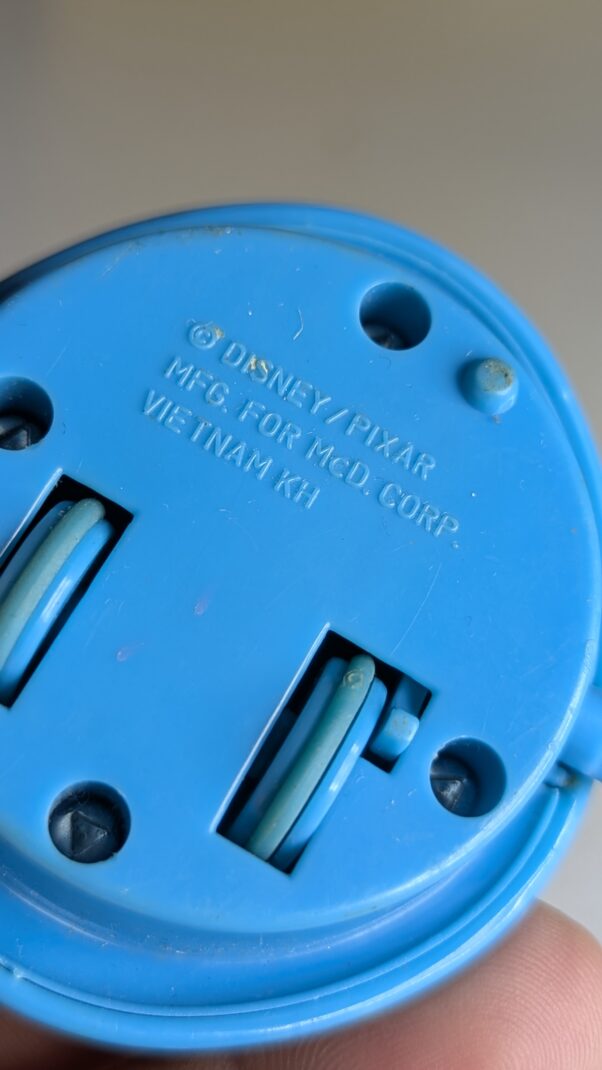 © DISNEY/PIXAR
MFG. FOR McD. CORP.
VIETNAM KH